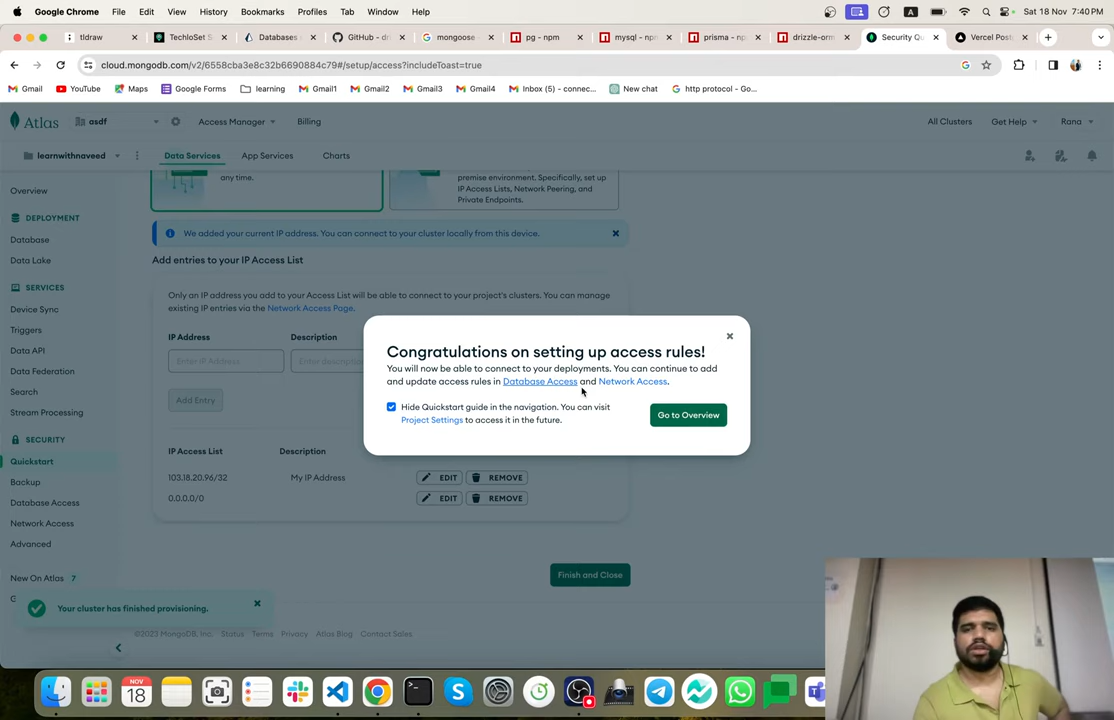 Google Chrome File Edit View History Bookmarks Profiles Tab Window Help
A Sat 18 Nov 7:40 PM
tldraw TechloSet S Databases GitHub - dr mongoose - pg - npm mysql - npm prisma - np drizzle-orm Security Qu Vercel Post
cloud.mongodb.com/v2/6558cba3e8c32b6690884c79#/setup/access?includeToast=true
Gmail YouTube Maps Google Forms learning Gmail1 Gmail2 Gmail3 Gmail4 Inbox (5) - connec... New chat http protocol - Go...
Atlas asdf Access Manager Billing All Clusters Get Help Rana
learnwithnaveed Data Services App Services Charts
Overview
DEPLOYMENT
Database
Data Lake
SERVICES
Device Sync
Triggers
Data API
Data Federation
Search
Stream Processing
SECURITY
Quickstart
Backup
Database Access
Network Access
Advanced
New On Atlas 7
any time.
premise environment. Specifically, set up
IP Access Lists, Network Peering, and
Private Endpoints.
We added your current IP address. You can connect to your cluster locally from this device.
Add entries to your IP Access List
Only an IP address you add to your Access List will be able to connect to your project's clusters. You can manage
existing IP entries via the Network Access Page.
IP Address Description
Enter IP Address Enter description
Add Entry
Congratulations on setting up access rules!
You will now be able to connect to your deployments. You can continue to add
and update access rules in Database Access and Network Access.
Hide Quickstart guide in the navigation. You can visit
Project Settings to access it in the future.
Go to Overview
IP Access List Description
103.18.20.96/32 My IP Address EDIT REMOVE
0.0.0.0/0 EDIT REMOVE
Finish and Close
Your cluster has finished provisioning.
©2023 MongoDB, Inc. Status Terms Privacy Atlas Blog Contact Sales
NOV
18